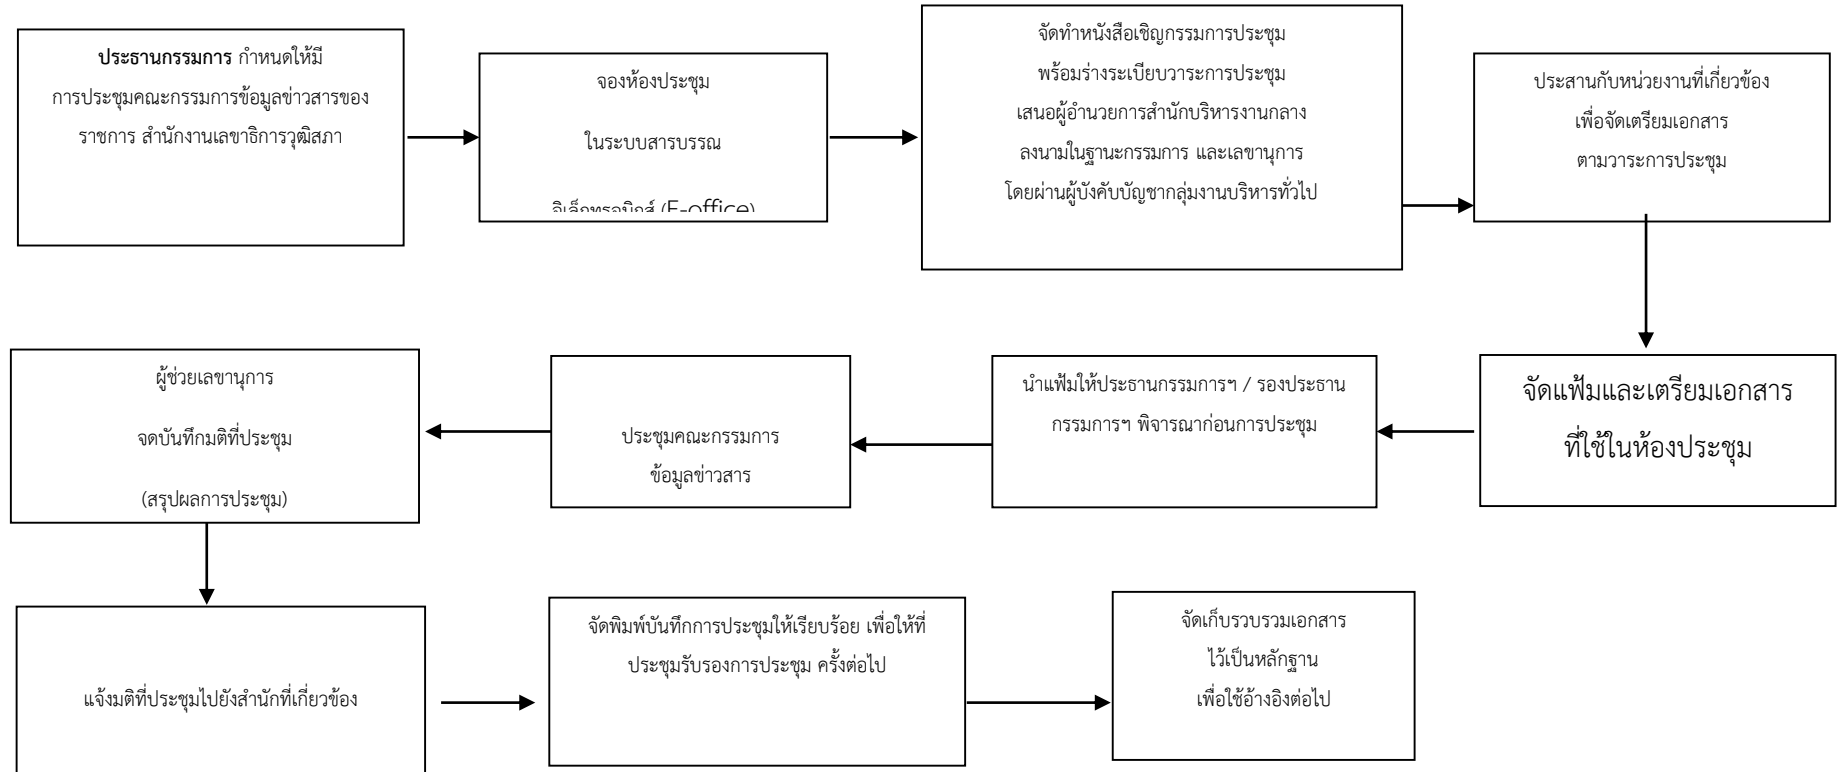 ประธานกรรมการ กำหนดให้มี
การประชุมคณะกรรมการข้อมูลข่าวสารของ
ราชการ สำนักงานเลขาธิการวุฒิสภา
จองห้องประชุม
ในระบบสารบรรณ
อิเล็กทรอนิกส์ (E-office)
จัดทำหนังสือเชิญกรรมการประชุม
พร้อมร่างระเบียบวาระการประชุม
เสนอผู้อำนวยการสำนักบริหารงานกลาง
ลงนามในฐานะกรรมการ และเลขานุการ
โดยผ่านผู้บังคับบัญชากลุ่มงานบริหารทั่วไป
ประสานกับหน่วยงานที่เกี่ยวข้อง
เพื่อจัดเตรียมเอกสาร
ตามวาระการประชุม
จัดแฟ้มและเตรียมเอกสาร
ที่ใช้ในห้องประชุม
นำแฟ้มให้ประธานกรรมการฯ / รองประธาน
กรรมการฯ พิจารณาก่อนการประชุม
ประชุมคณะกรรมการ
ข้อมูลข่าวสาร
ผู้ช่วยเลขานุการ
จดบันทึกมติที่ประชุม
(สรุปผลการประชุม)
แจ้งมติที่ประชุมไปยังสำนักที่เกี่ยวข้อง
จัดพิมพ์บันทึกการประชุมให้เรียบร้อย เพื่อให้ที่
ประชุมรับรองการประชุม ครั้งต่อไป
จัดเก็บรวบรวมเอกสาร
ไว้เป็นหลักฐาน
เพื่อใช้อ้างอิงต่อไป